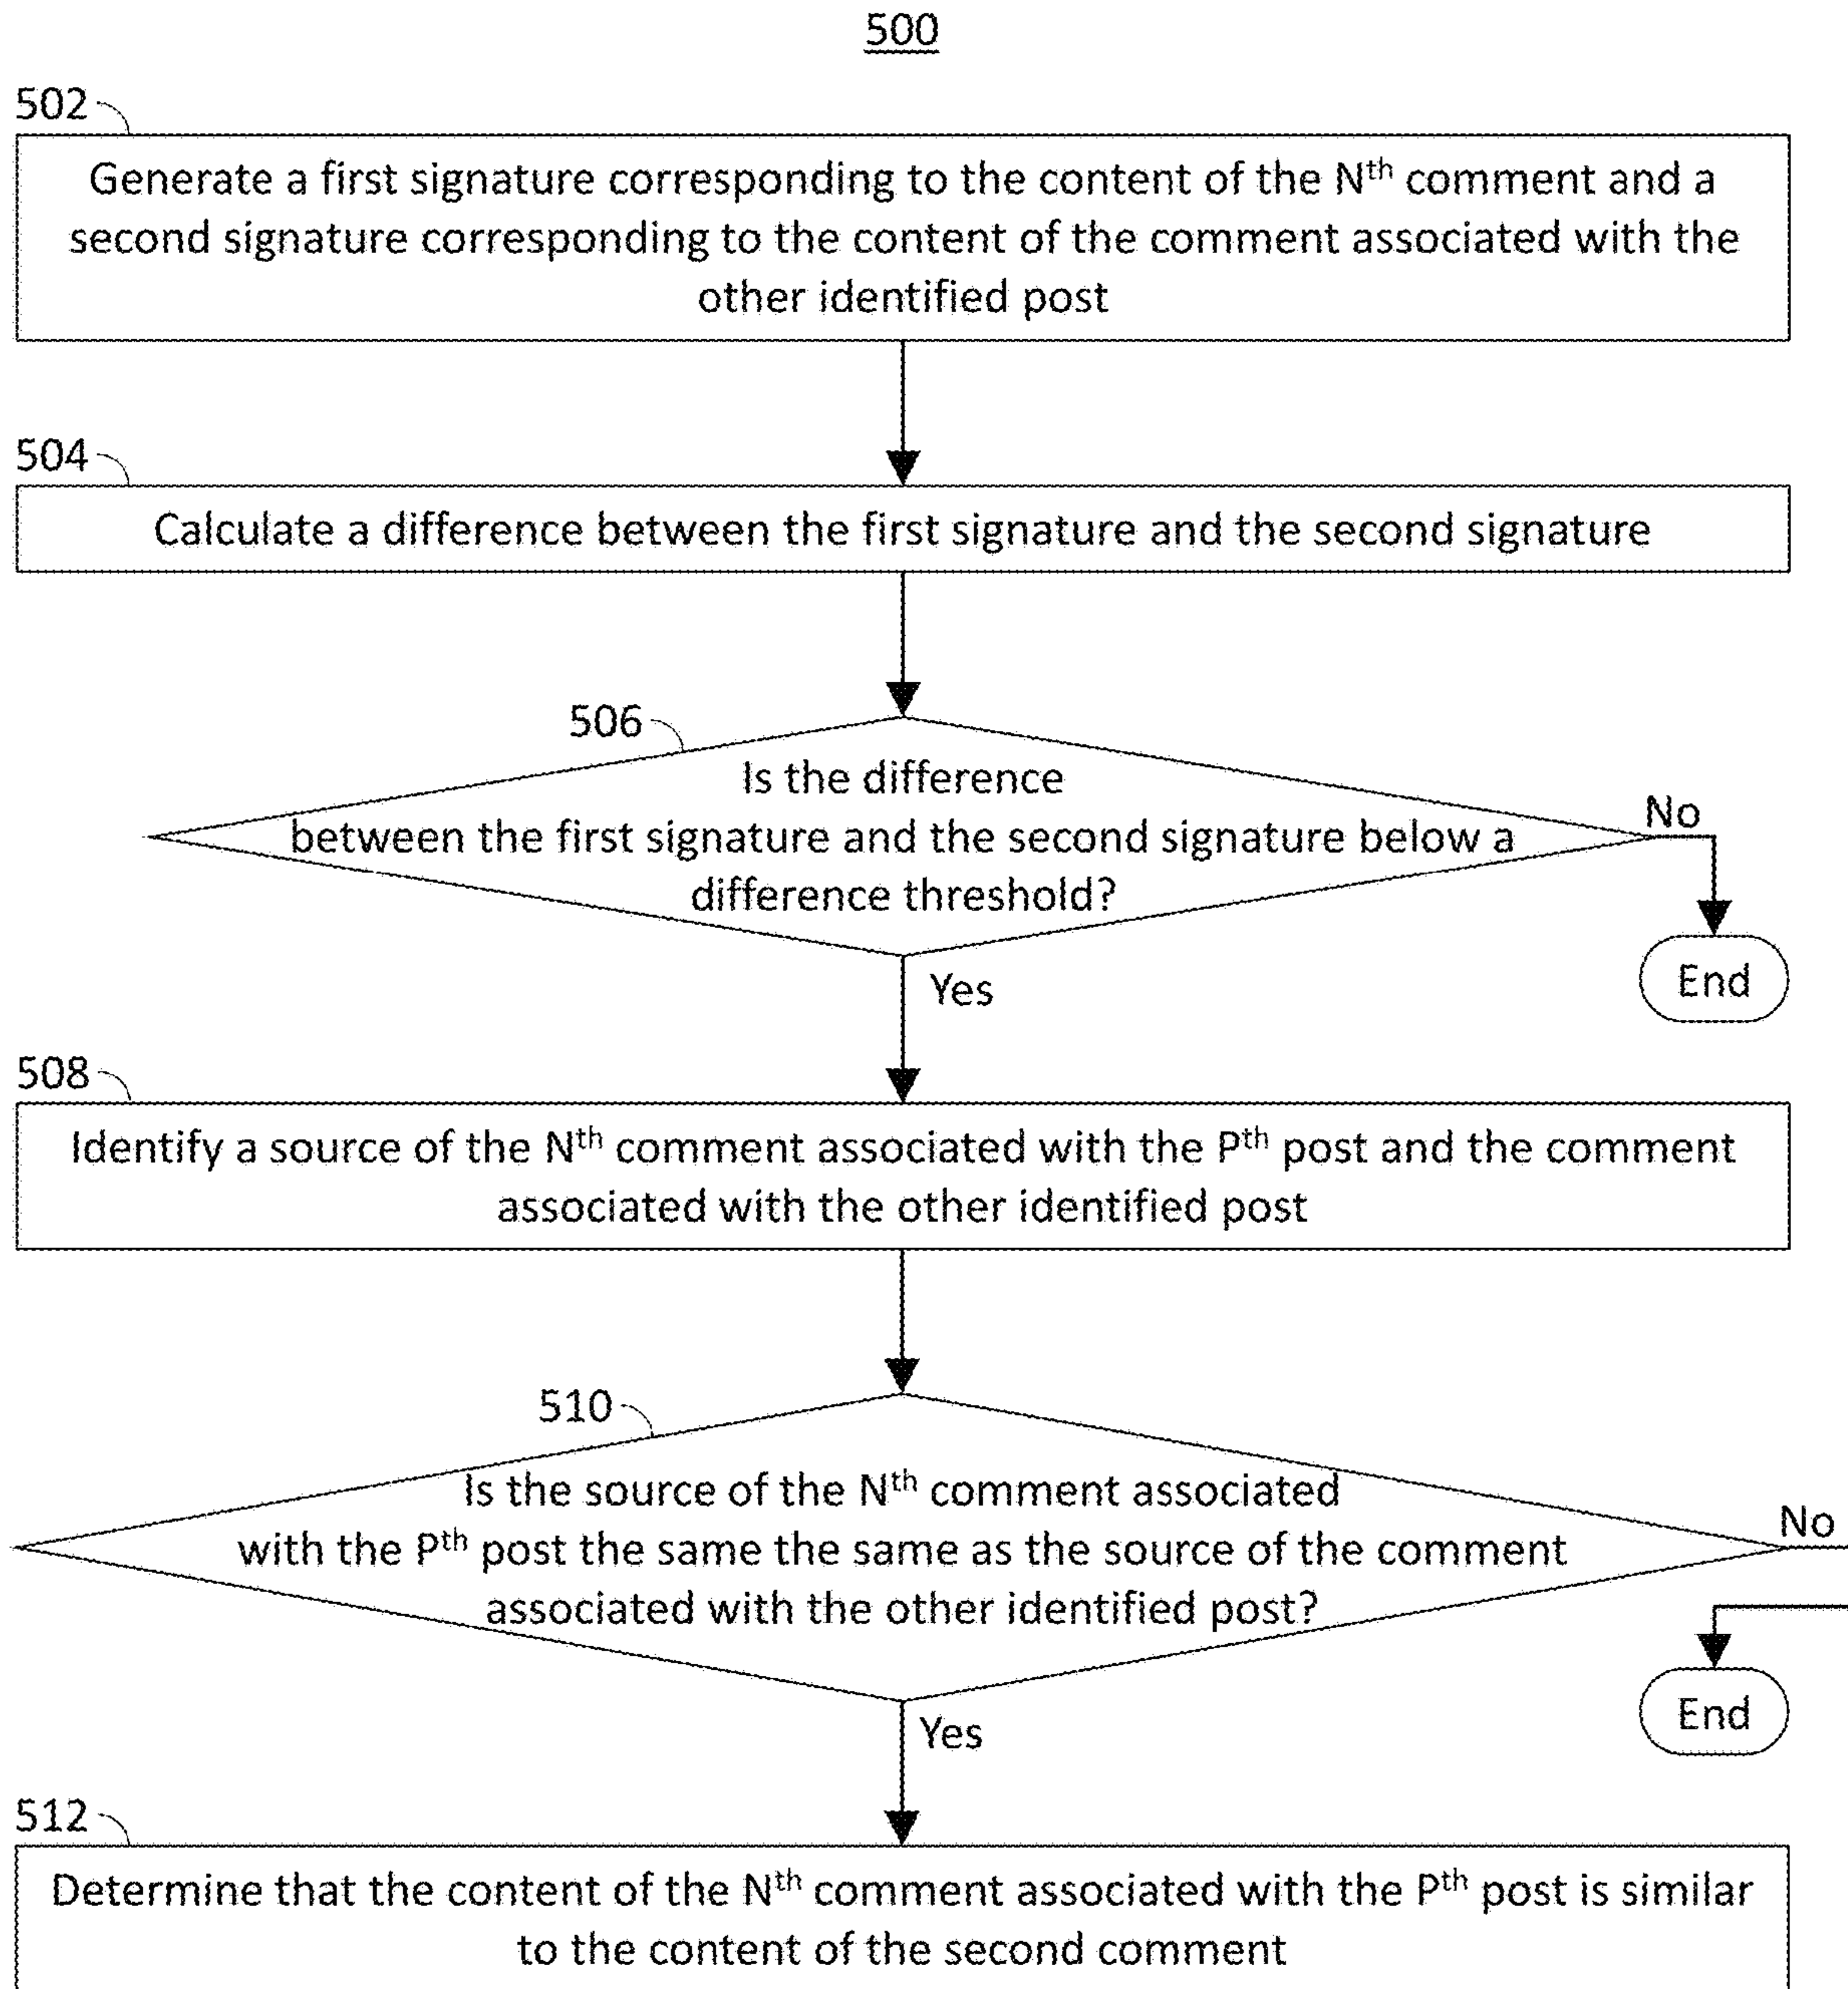 500
502
Generate a first signature corresponding to the content of the Nth comment and a
second signature corresponding to the content of the comment associated with the
other identified post
504
Calculate a difference between the first signature and the second signature
506
Is the difference
between the first signature and the second signature below a
difference threshold?
No
End
Yes
508
Identify a source of the Nth comment associated with the Pth post and the comment
associated with the other identified post
510
Is the source of the Nth comment associated
with the Pth post the same the same as the source of the comment
associated with the other identified post?
No
End
Yes
512
Determine that the content of the Nth comment associated with the Pth post is similar
to the content of the second comment